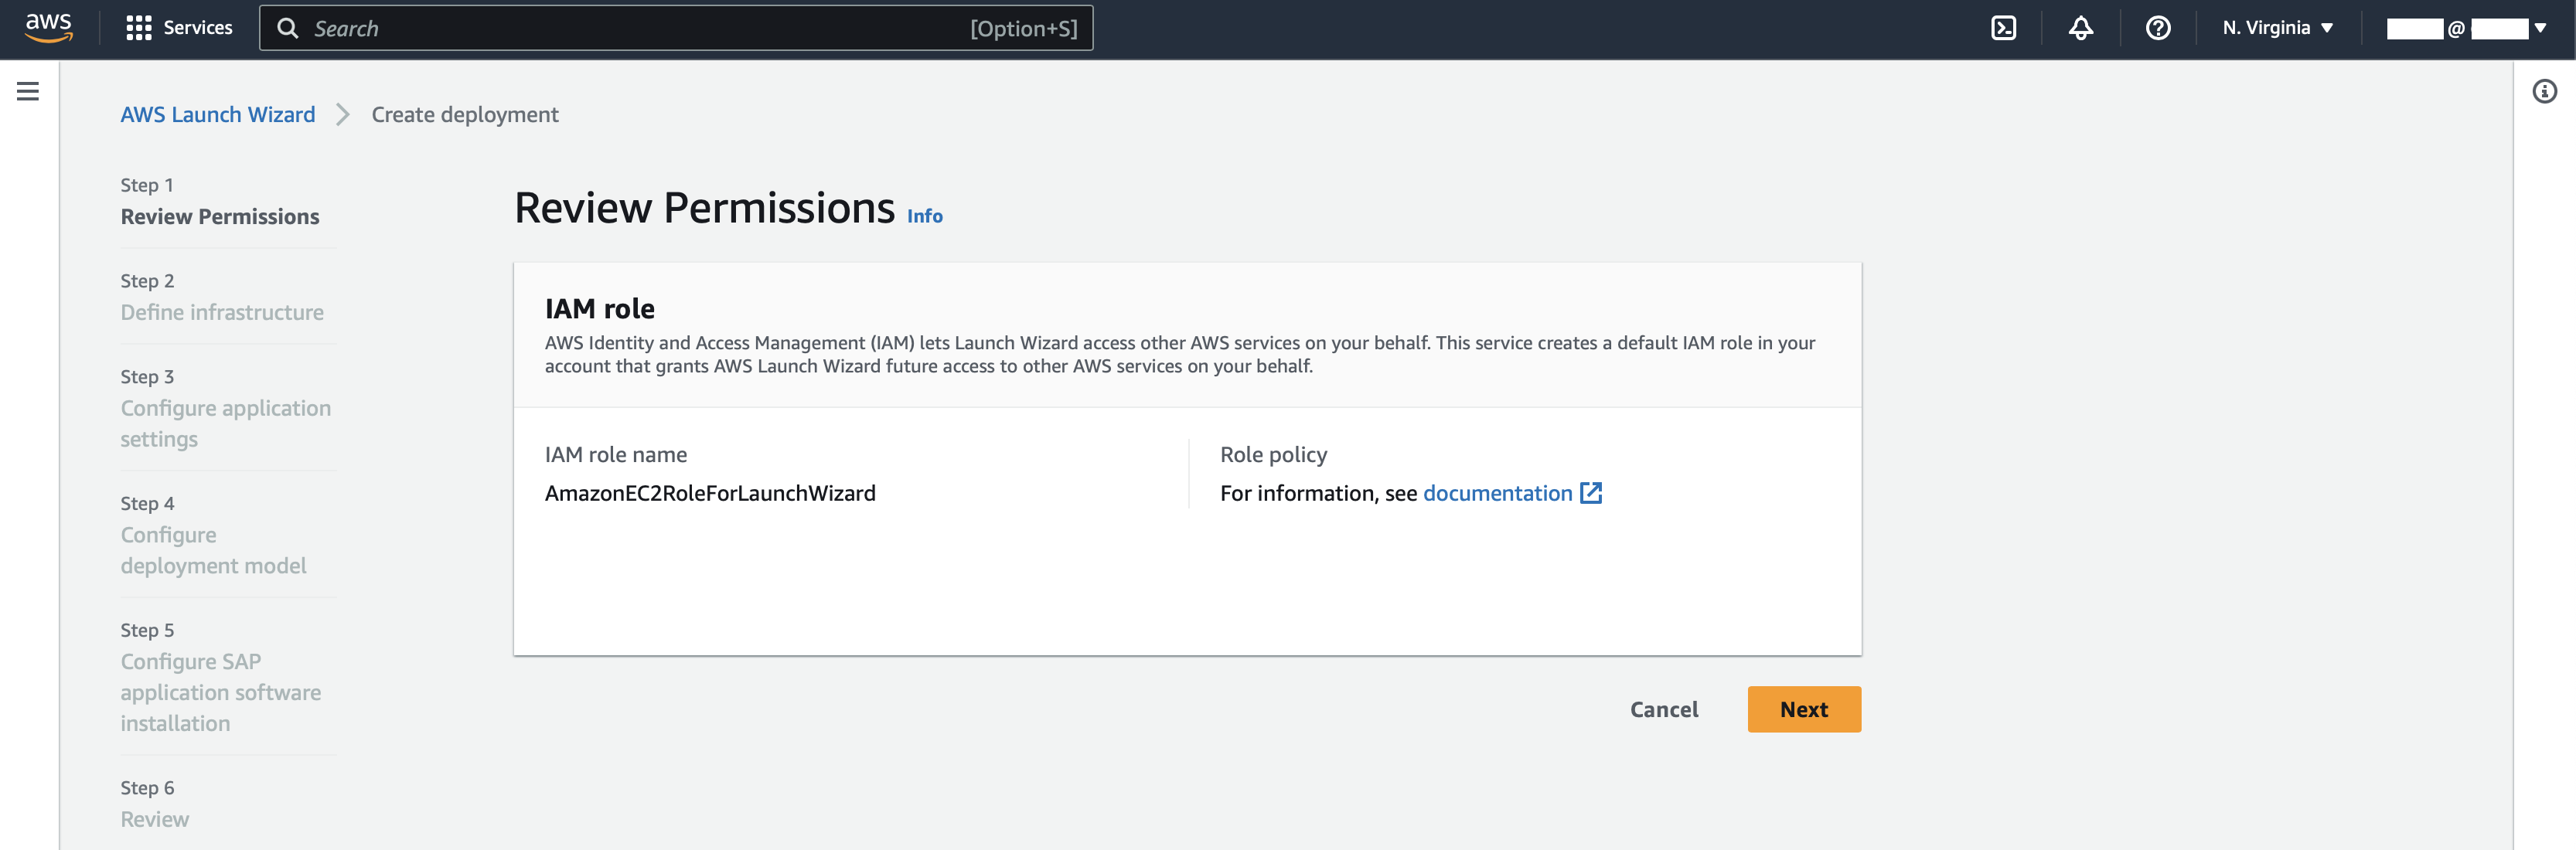 aws
Services
Search
[Option+S]
N. Virginia
@
AWS Launch Wizard
Create deployment
Step 1
Review Permissions
Step 2
Define infrastructure
Step 3
Configure application
settings
Step 4
Configure
deployment model
Step 5
Configure SAP
application software
installation
Step 6
Review
Review Permissions Info
IAM role
AWS Identity and Access Management (IAM) lets Launch Wizard access other AWS services on your behalf. This service creates a default IAM role in your
account that grants AWS Launch Wizard future access to other AWS services on your behalf.
IAM role name
AmazonEC2RoleForLaunchWizard
Role policy
For information, see documentation
Cancel
Next